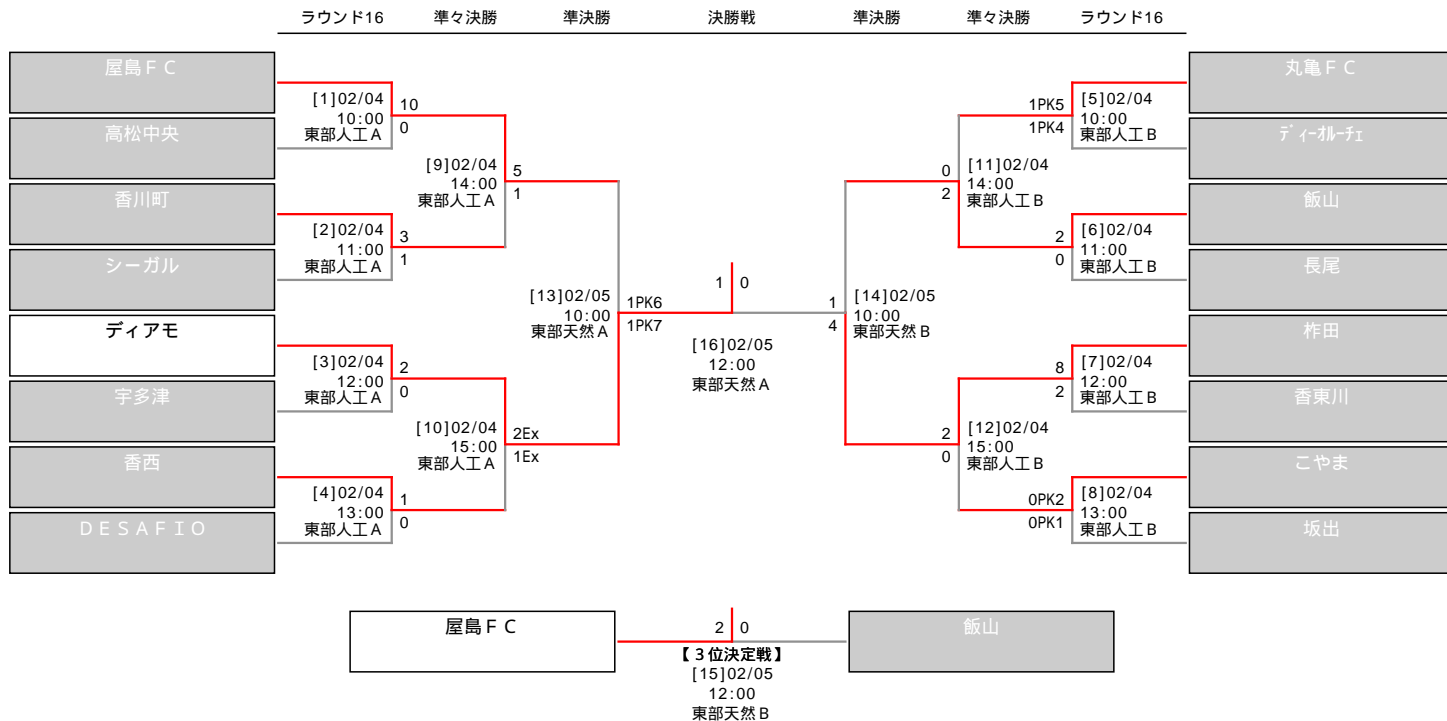 ラウンド16 準々決勝 準決勝 決勝戦 準決勝 準々決勝 ラウンド16
屋島ＦＣ
高松中央
香川町
シーガル
ディアモ
宇多津
香西
ＤＥＳＡＦＩＯ
[1]02/04
10:00
東部人工Ａ
10
0
[2]02/04
11:00
東部人工Ａ
3
1
[3]02/04
12:00
東部人工Ａ
2
0
[4]02/04
13:00
東部人工Ａ
1
0
[9]02/04
14:00
東部人工Ａ
5
1
[10]02/04
15:00
東部人工Ａ
2Ex
1Ex
[13]02/05
10:00
東部天然Ａ
1PK6
1PK7
1 0
[16]02/05
12:00
東部天然Ａ
1
4
[14]02/05
10:00
東部天然Ｂ
0
2
[11]02/04
14:00
東部人工Ｂ
2
0
[12]02/04
15:00
東部人工Ｂ
1PK5
1PK4
[5]02/04
10:00
東部人工Ｂ
2
0
[6]02/04
11:00
東部人工Ｂ
8
2
[7]02/04
12:00
東部人工Ｂ
0PK2
0PK1
[8]02/04
13:00
東部人工Ｂ
丸亀ＦＣ
ﾃﾞｨｰｵﾙｰﾁｪ
飯山
長尾
柞田
香東川
こやま
坂出
屋島ＦＣ
2 0
飯山
【３位決定戦】
[15]02/05
12:00
東部天然Ｂ